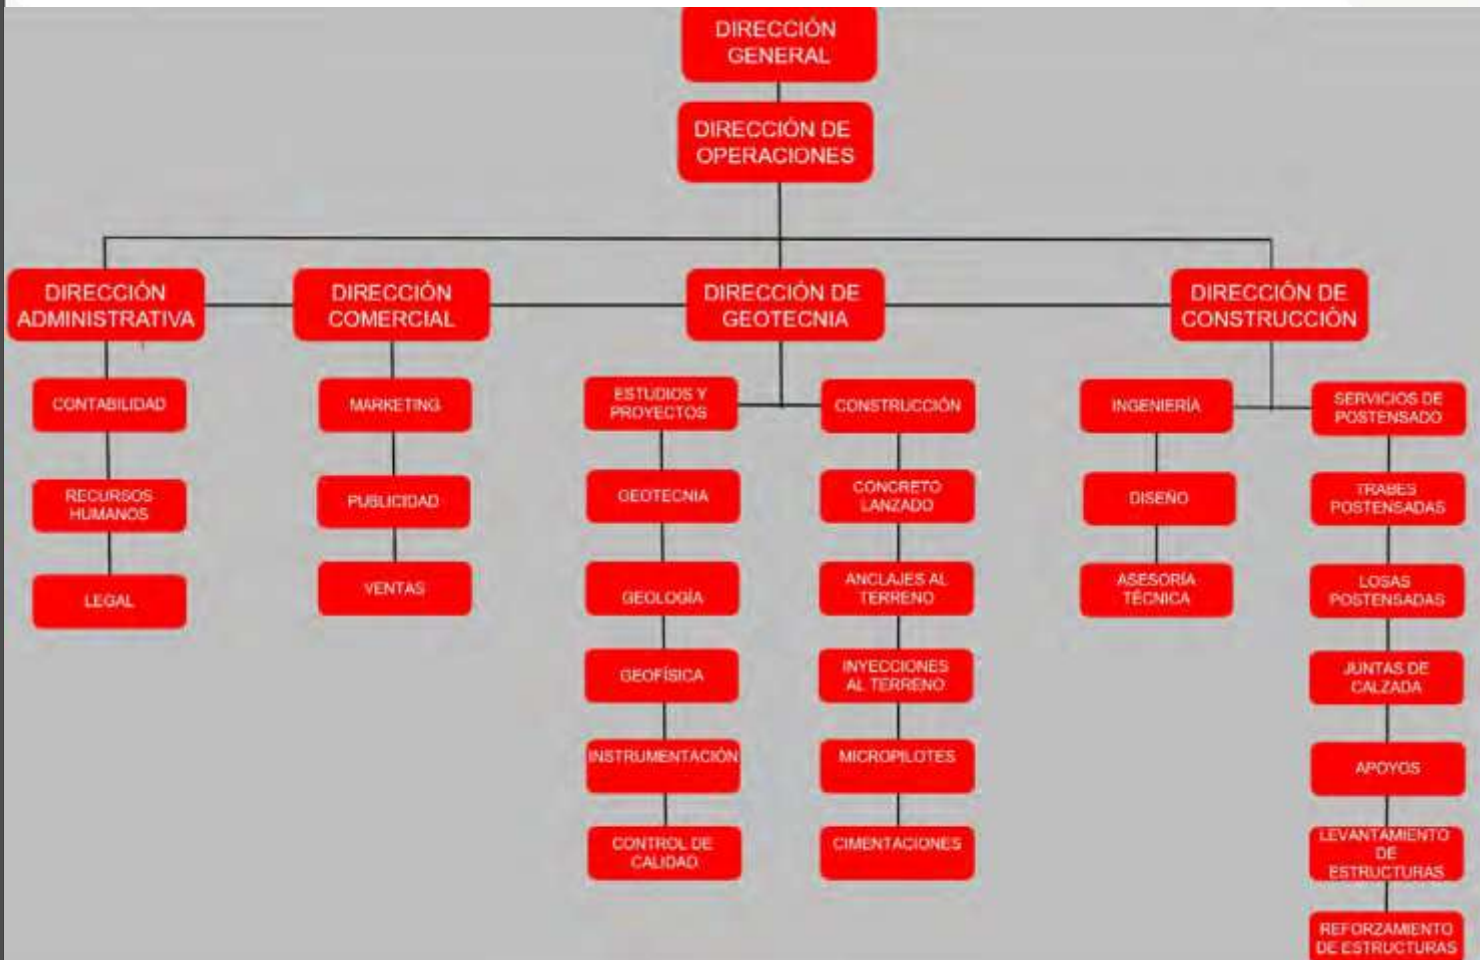 DIRECCIÓN
GENERAL
DIRECCIÓN DE
OPERACIONES
DIRECCIÓN
ADMINISTRATIVA
DIRECCIÓN
COMERCIAL
DIRECCIÓN DE
GEOTECNIA
DIRECCIÓN DE
CONSTRUCCIÓN
CONTABILIDAD
RECURSOS
HUMANOS
LEGAL
MARKETING
PUBLICIDAD
VENTAS
ESTUDIOS Y
PROYECTOS
GEOTECNIA
GEOLOGÍA
GEOFÍSICA
INSTRUMENTACIÓN
CONTROL DE
CALIDAD
CONSTRUCCIÓN
CONCRETO
LANZADO
ANCLAJES AL
TERRENO
INYECCIONES
AL TERRENO
MICROPILOTES
CIMENTACIONES
INGENIERÍA
DISEÑO
ASESORÍA
TÉCNICA
SERVICIOS DE
POSTENSADO
TRABES
POSTENSADAS
LOSAS
POSTENSADAS
JUNTAS DE
CALZADA
APOYOS
LEVANTAMIENTO
DE
ESTRUCTURAS
REFORZAMIENTO
DE ESTRUCTURAS